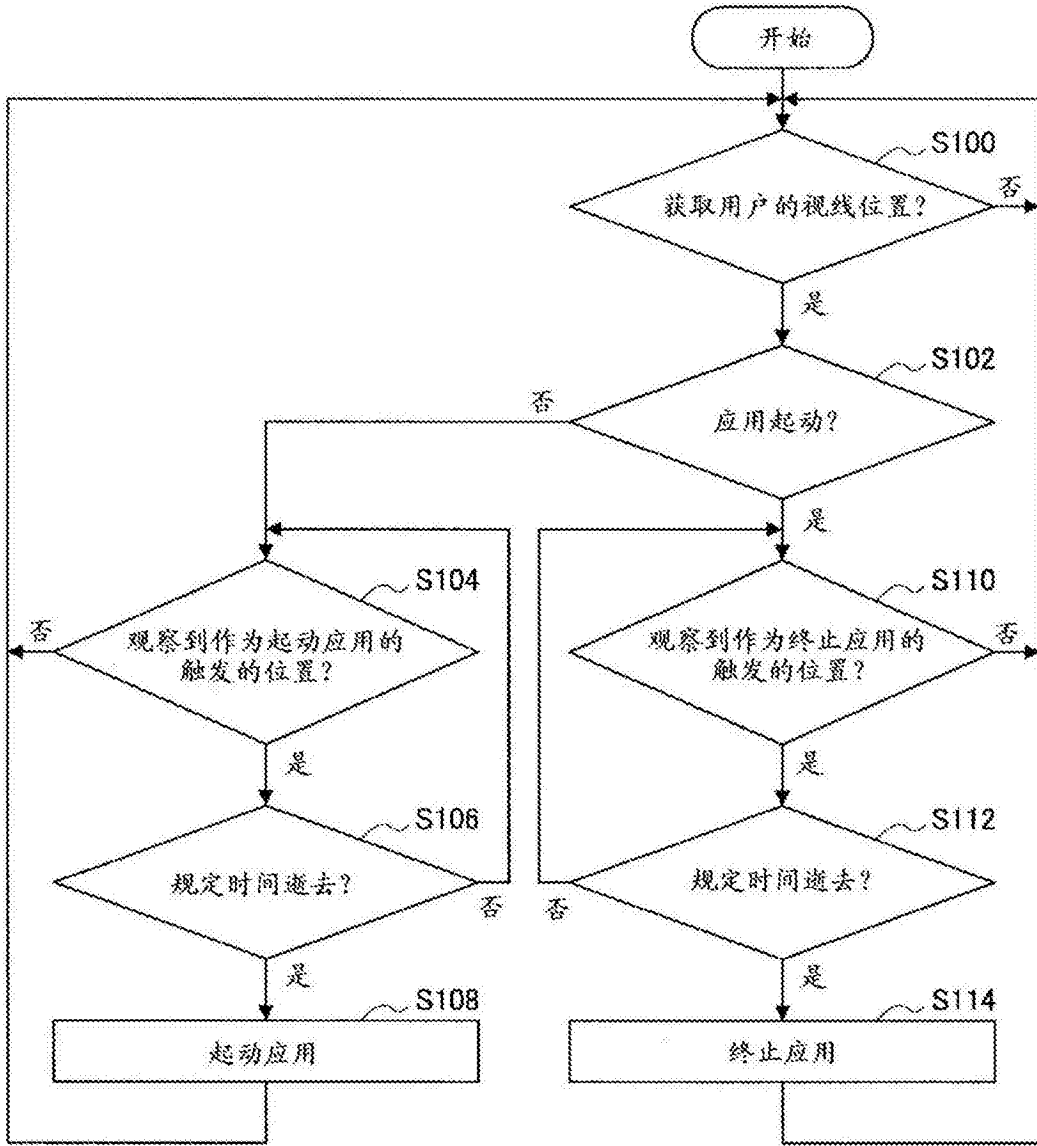 开始
S100
获取用户的视线位置?
否
是
S102
否
应用起动?
是
S104
S110
否
观察到作为起动应用的
触发的位置?
观察到作为终止应用的
触发的位置?
否
是
是
S106
S112
规定时间逝去?
规定时间逝去?
否
否
是
是
S108
S114
起动应用
终止应用